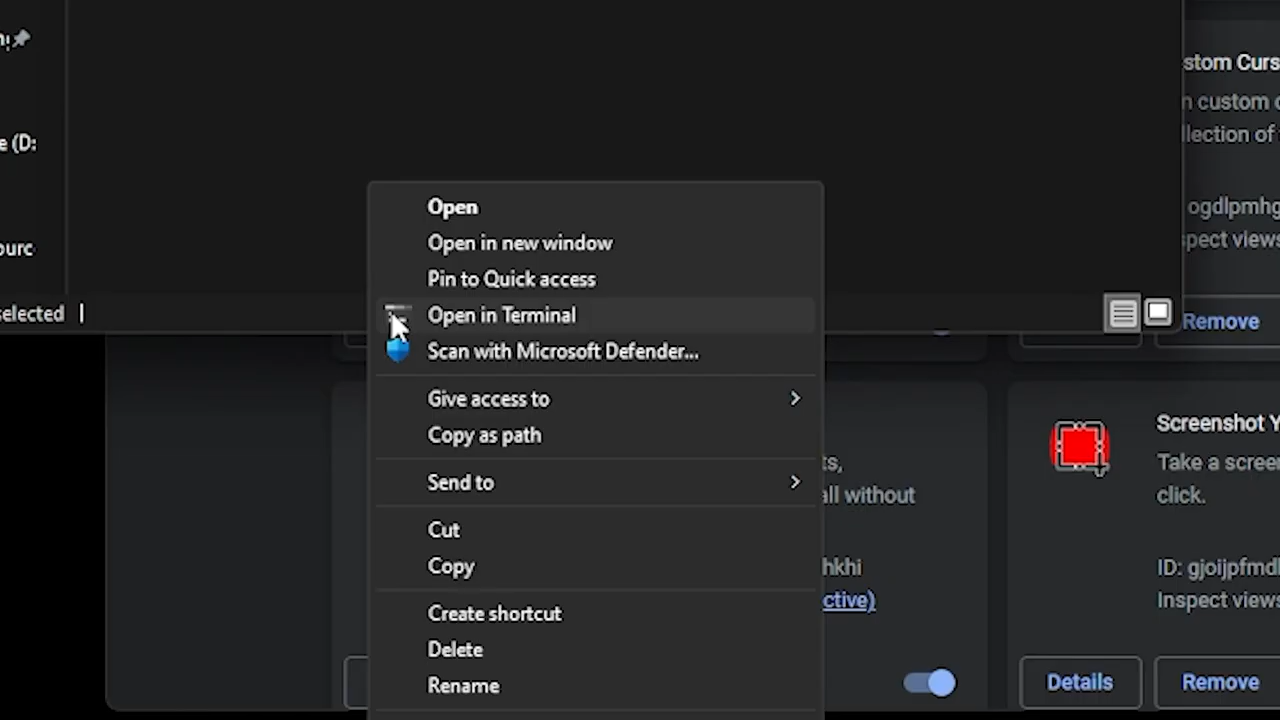 (D:
selected
Open
Open in new window
Pin to Quick access
Open in Terminal
Scan with Microsoft Defender...
Give access to
Copy as path
Send to
Cut
Copy
Create shortcut
Delete
Rename
stom Curs
n custom
llection of
ogdlpmhg
pect views
Remove
ts,
all without
hkhi
ctive)
Screenshot Y
Take a scree
click.
ID: gjoijpfmdl
Inspect views
Details
Remove